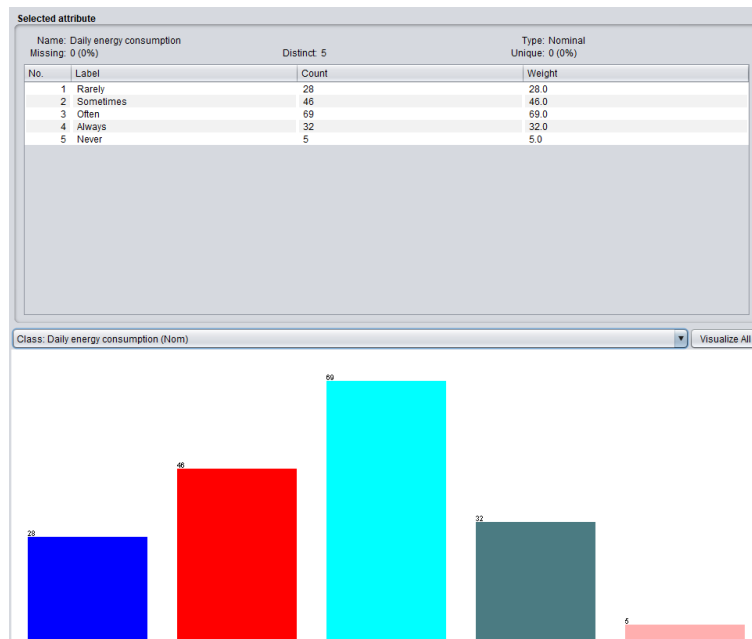 Selected attribute
Name: Daily energy consumption Type: Nominal
Missing: 0 (0%) Distinct: 5 Unique: 0 (0%)
No. Label Count Weight
1 Rarely 28 28.0
2 Sometimes 46 46.0
3 Often 69 69.0
4 Always 32 32.0
5 Never 5 5.0
Class: Daily energy consumption (Nom) Visualize All
69
46
32
28
5